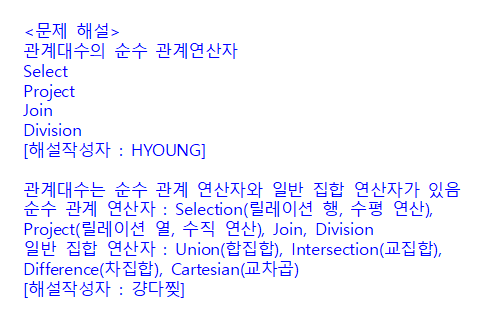 <문제 해설>
관계대수의 순수 관계연산자
Select
Project
Join
Division
[해설작성자 : HYOUNG]
관계대수는 순수 관계 연산자와 일반 집합 연산자가 있음
순수 관계 연산자 : Selection(릴레이션 행, 수평 연산),
Project(릴레이션 열, 수직 연산), Join, Division
일반 집합 연산자 : Union(합집합), Intersection(교집합),
Difference(차집합), Cartesian(교차곱)
[해설작성자 : 걍다찢]